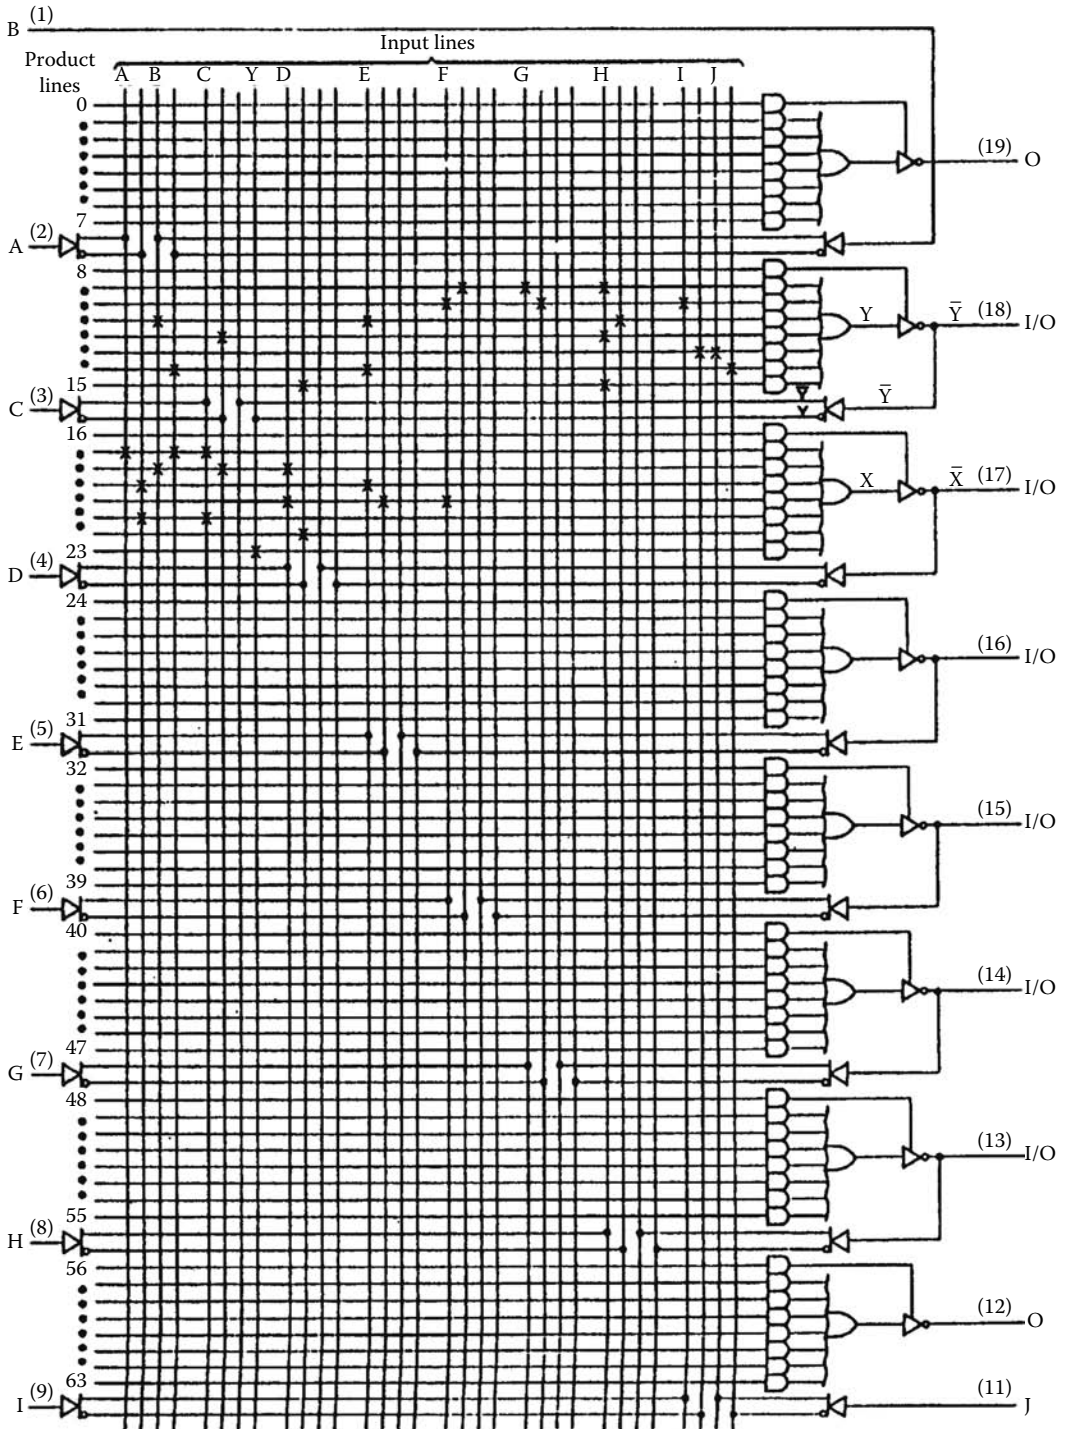 B (1)
Input lines
Product lines
A B C Y D E F G H I J
0
(19) O
7
A (2)
8
Y Y̅ (18) I/O
15
C (3) Y̅
16
X X̅ (17) I/O
23
D (4)
24
(16) I/O
31
E (5)
32
(15) I/O
39
F (6)
40
(14) I/O
47
G (7)
48
(13) I/O
55
H (8)
56
(12) O
63
I (9) (11) J